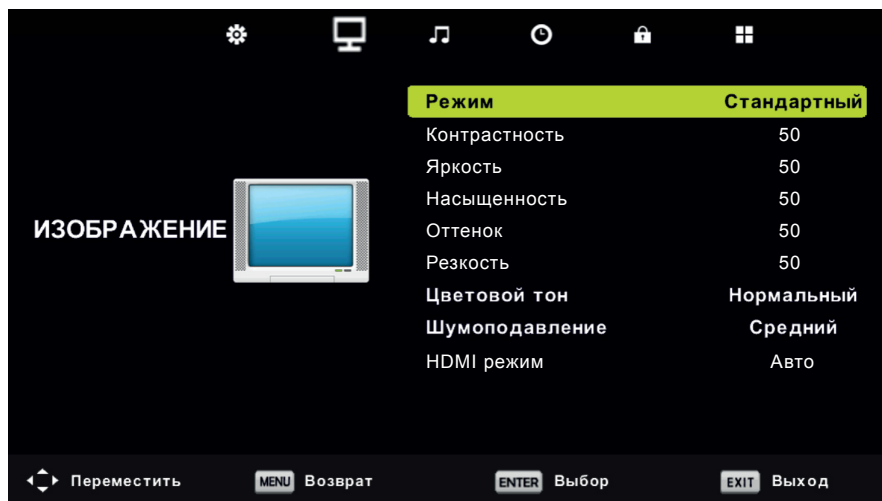 Режим Стандартный
Контрастность 50
Яркость 50
Насыщенность 50
ИЗОБРАЖЕНИЕ
Оттенок 50
Резкость 50
Цветовой тон Нормальный
Шумоподавление Средний
HDMI режим Авто
Переместить MENU Возврат ENTER Выбор EXIT Выход